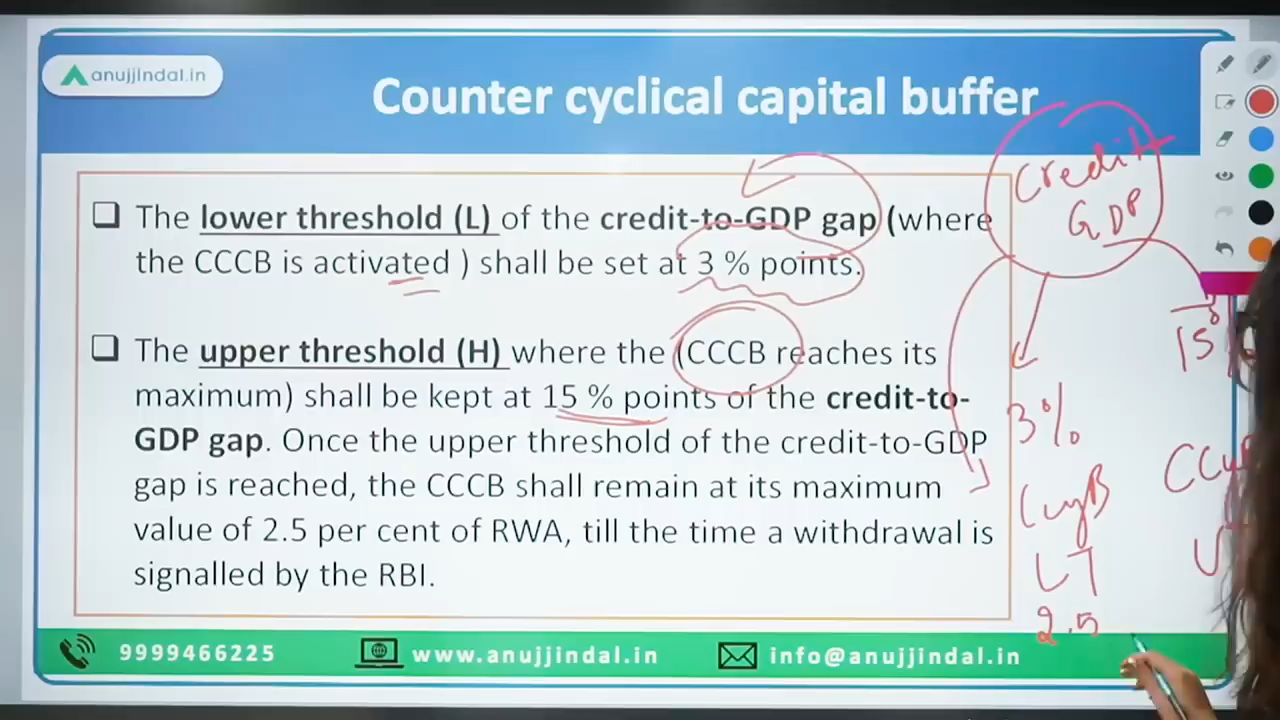 anujjindal.in
Counter cyclical capital buffer
The lower threshold (L) of the credit-to-GDP gap (where
the CCCB is activated ) shall be set at 3 % points.
The upper threshold (H) where the (CCCB reaches its
maximum) shall be kept at 15 % points of the credit-to-
GDP gap. Once the upper threshold of the credit-to-GDP
gap is reached, the CCCB shall remain at its maximum
value of 2.5 per cent of RWA, till the time a withdrawal is
signalled by the RBI.
Credit
GDP
15%
3%
CCyB
LT
2.5
9999466225
www.anujjindal.in
info@anujjindal.in